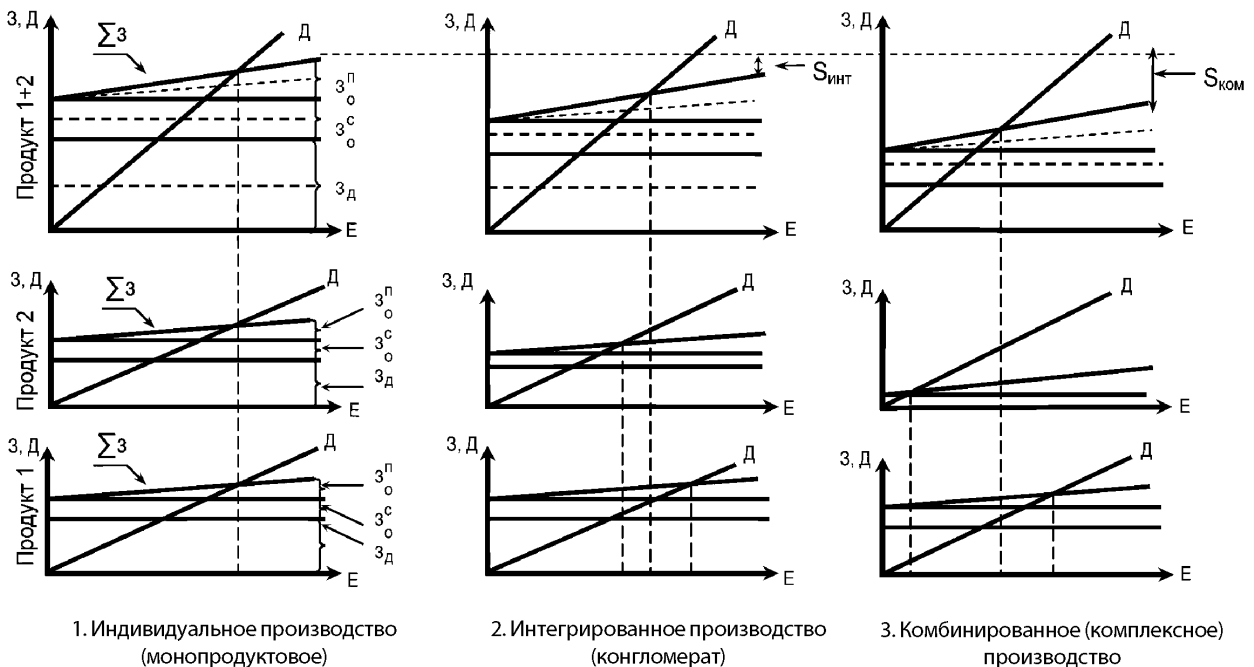 З, Д
∑з
Д
З, Д
Д
З, Д
Д
Продукт 1+2
з п о
з с о
з д
S инт
S ком
Е
Е
Е
З, Д
∑з
Д
З, Д
Д
З, Д
Д
Продукт 2
з п о
з с о
з д
Е
Е
Е
З, Д
∑з
Д
З, Д
Д
З, Д
Д
Продукт 1
з п о
з с о
з д
Е
Е
Е
1. Индивидуальное производство
(монопродуктовое)
2. Интегрированное производство
(конгломерат)
3. Комбинированное (комплексное)
производство